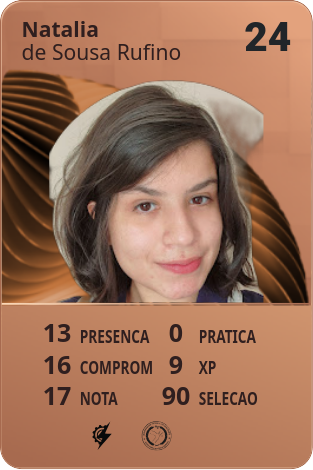 Natalia
de Sousa Rufino
24
13 PRESENCA 0 PRATICA
16 COMPROM 9 XP
17 NOTA 90 SELECAO